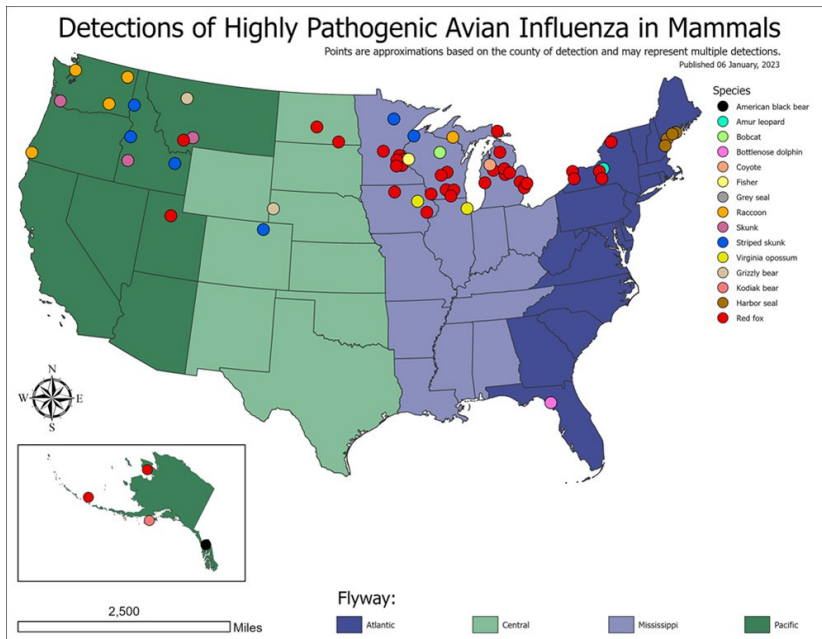 Detections of Highly Pathogenic Avian Influenza in Mammals
Points are approximations based on the county of detection and may represent multiple detections.
Published 06 January, 2023
Species
American black bear
Amur leopard
Bobcat
Bottlenose dolphin
Coyote
Fisher
Grey seal
Raccoon
Skunk
Striped skunk
Virginia opossum
Grizzly bear
Kodiak bear
Harbor seal
Red fox
N
W E
S
2,500
Miles
Flyway:
Atlantic Central Mississippi Pacific